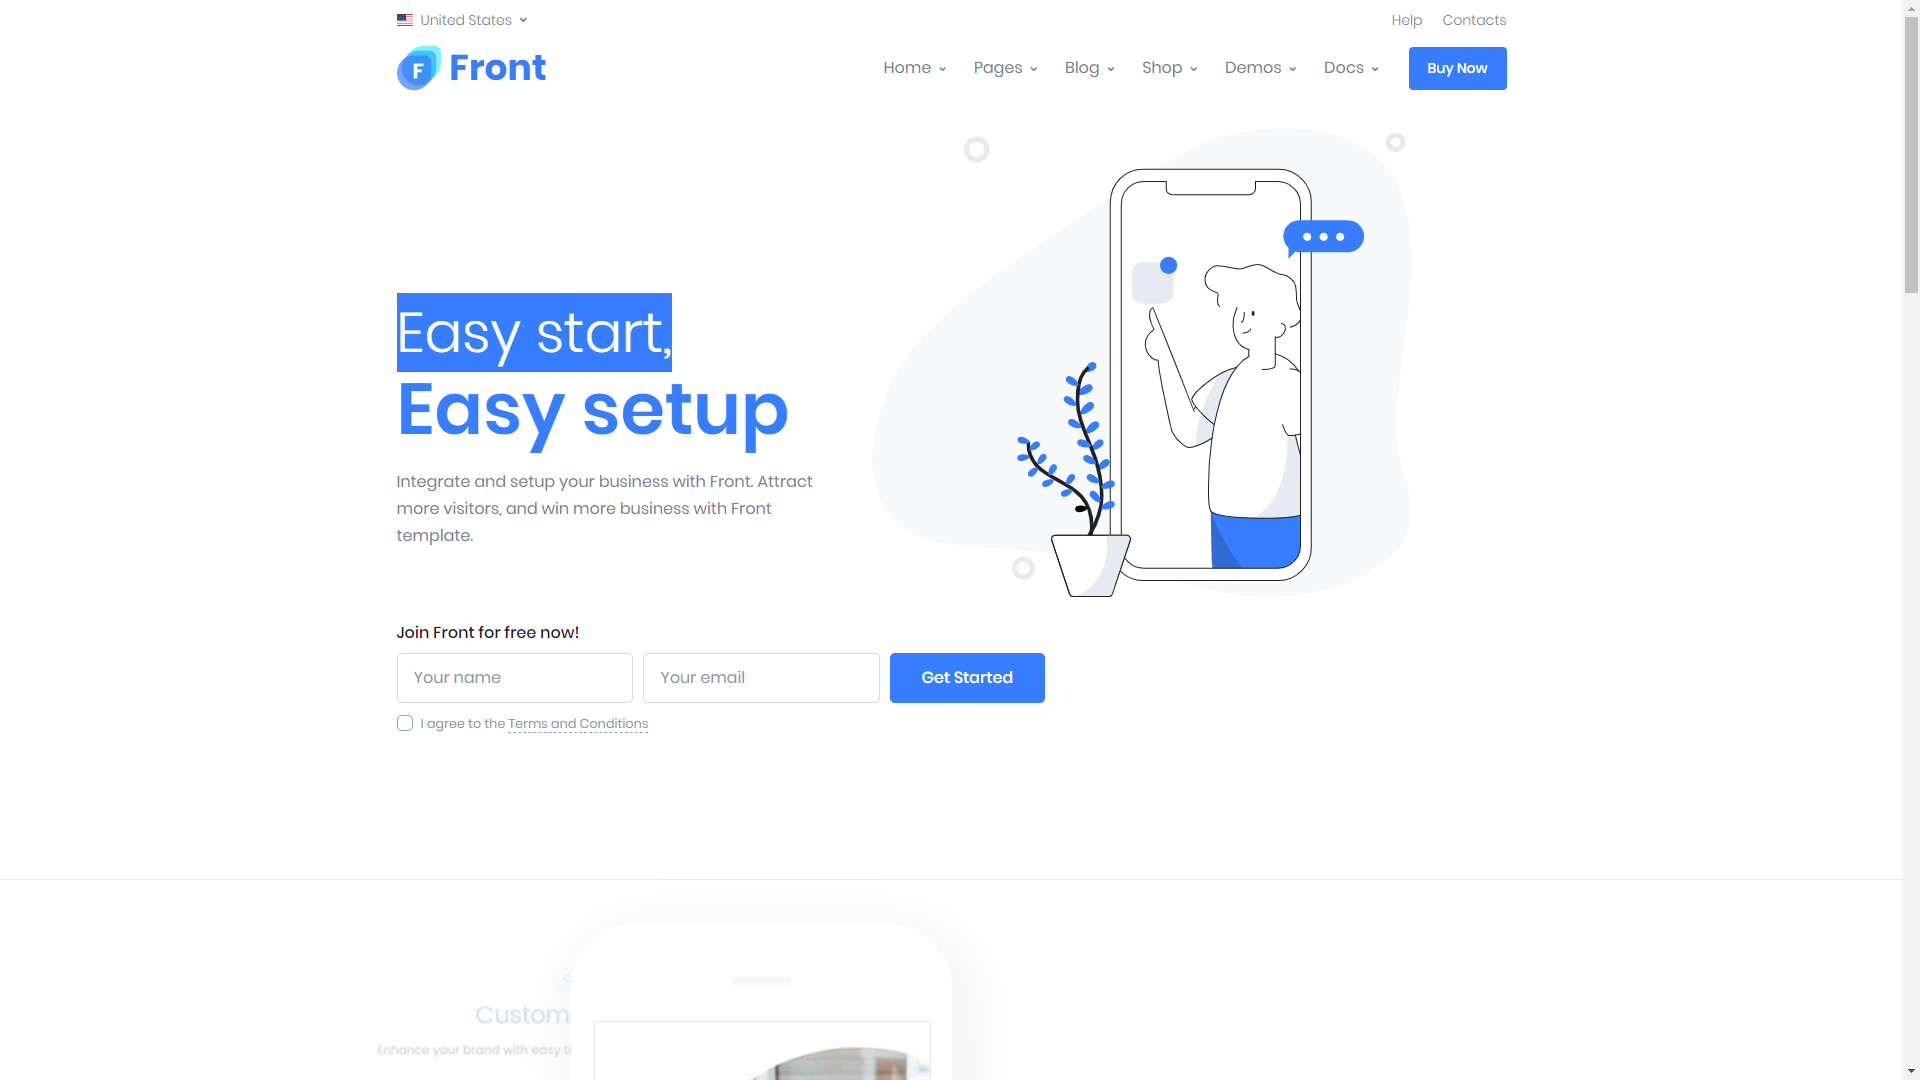 United States
Help
Contacts
F Front
Home
Pages
Blog
Shop
Demos
Docs
Buy Now
Easy start,
Easy setup
Integrate and setup your business with Front. Attract
more visitors, and win more business with Front
template.
Join Front for free now!
Your name
Your email
Get Started
I agree to the Terms and Conditions
Custom
Enhance your brand with easy t